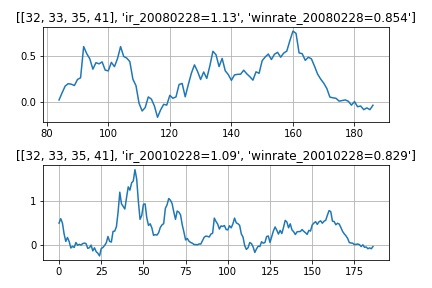 [[32, 33, 35, 41], 'ir_20080228=1.13', 'winrate_20080228=0.854']
0.5
0.0
80 100 120 140 160 180
[[32, 33, 35, 41], 'ir_20010228=1.09', 'winrate_20010228=0.829']
1
0
0 25 50 75 100 125 150 175